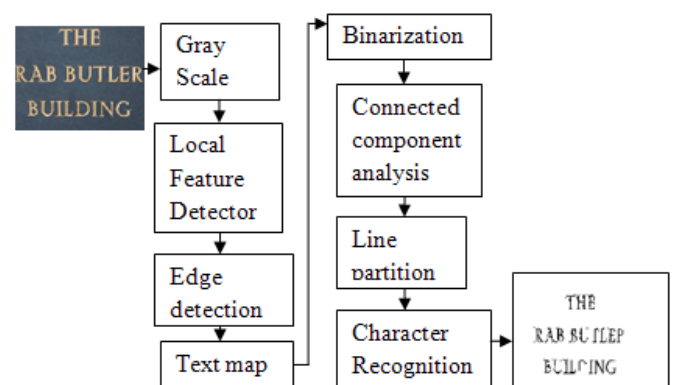 THE
RAB BUTLER
BUILDING
Gray
Scale
Local
Feature
Detector
Edge
detection
Text map
Binarization
Connected
component
analysis
Line
partition
Character
Recognition
THE
RAB BUTLEP
BUILDING